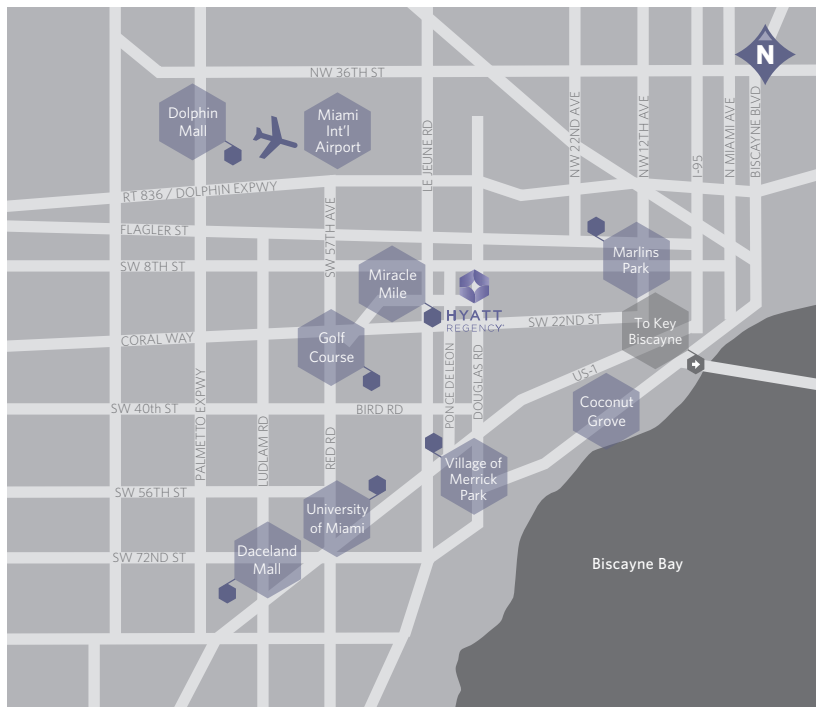 N
NW 36TH ST
Dolphin
Mall
Miami
Int'l
Airport
LE JEUNE RD
NW 22ND AVE
NW 12TH AVE
I-95
N MIAMI AVE
BISCAYNE BLVD
RT 836 / DOLPHIN EXPWY
FLAGLER ST
SW 57TH AVE
SW 8TH ST
Miracle
Mile
Marlins
Park
HYATT
REGENCY
SW 22ND ST
To Key
Biscayne
CORAL WAY
Golf
Course
US-1
PONCE DE LEON
DOUGLAS RD
PALMETTO EXPWY
SW 40th ST
BIRD RD
Coconut
Grove
LUDLAM RD
RED RD
Village of
Merrick
Park
SW 56TH ST
University
of Miami
SW 72ND ST
Daceland
Mall
Biscayne Bay